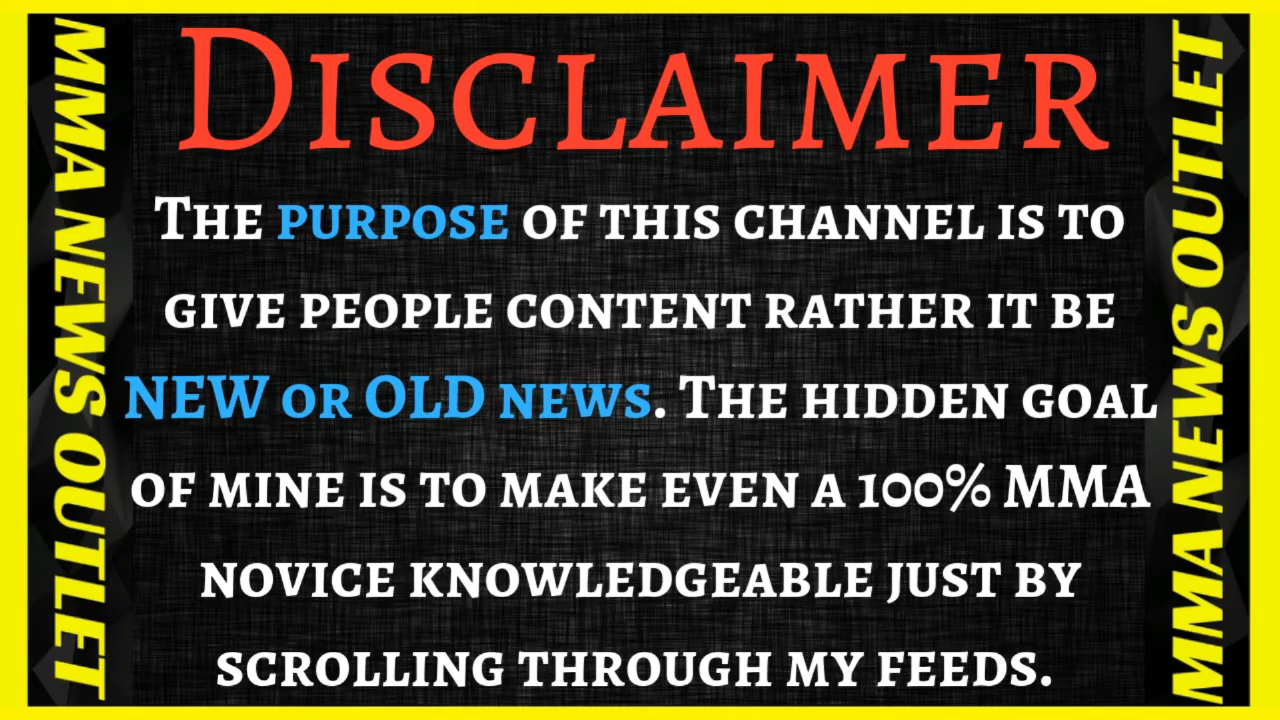 DISCLAIMER
THE PURPOSE OF THIS CHANNEL IS TO
GIVE PEOPLE CONTENT RATHER IT BE
NEW OR OLD NEWS. THE HIDDEN GOAL
OF MINE IS TO MAKE EVEN A 100% MMA
NOVICE KNOWLEDGEABLE JUST BY
SCROLLING THROUGH MY FEEDS.
MMA NEWS OUTLET
MMA NEWS OUTLET